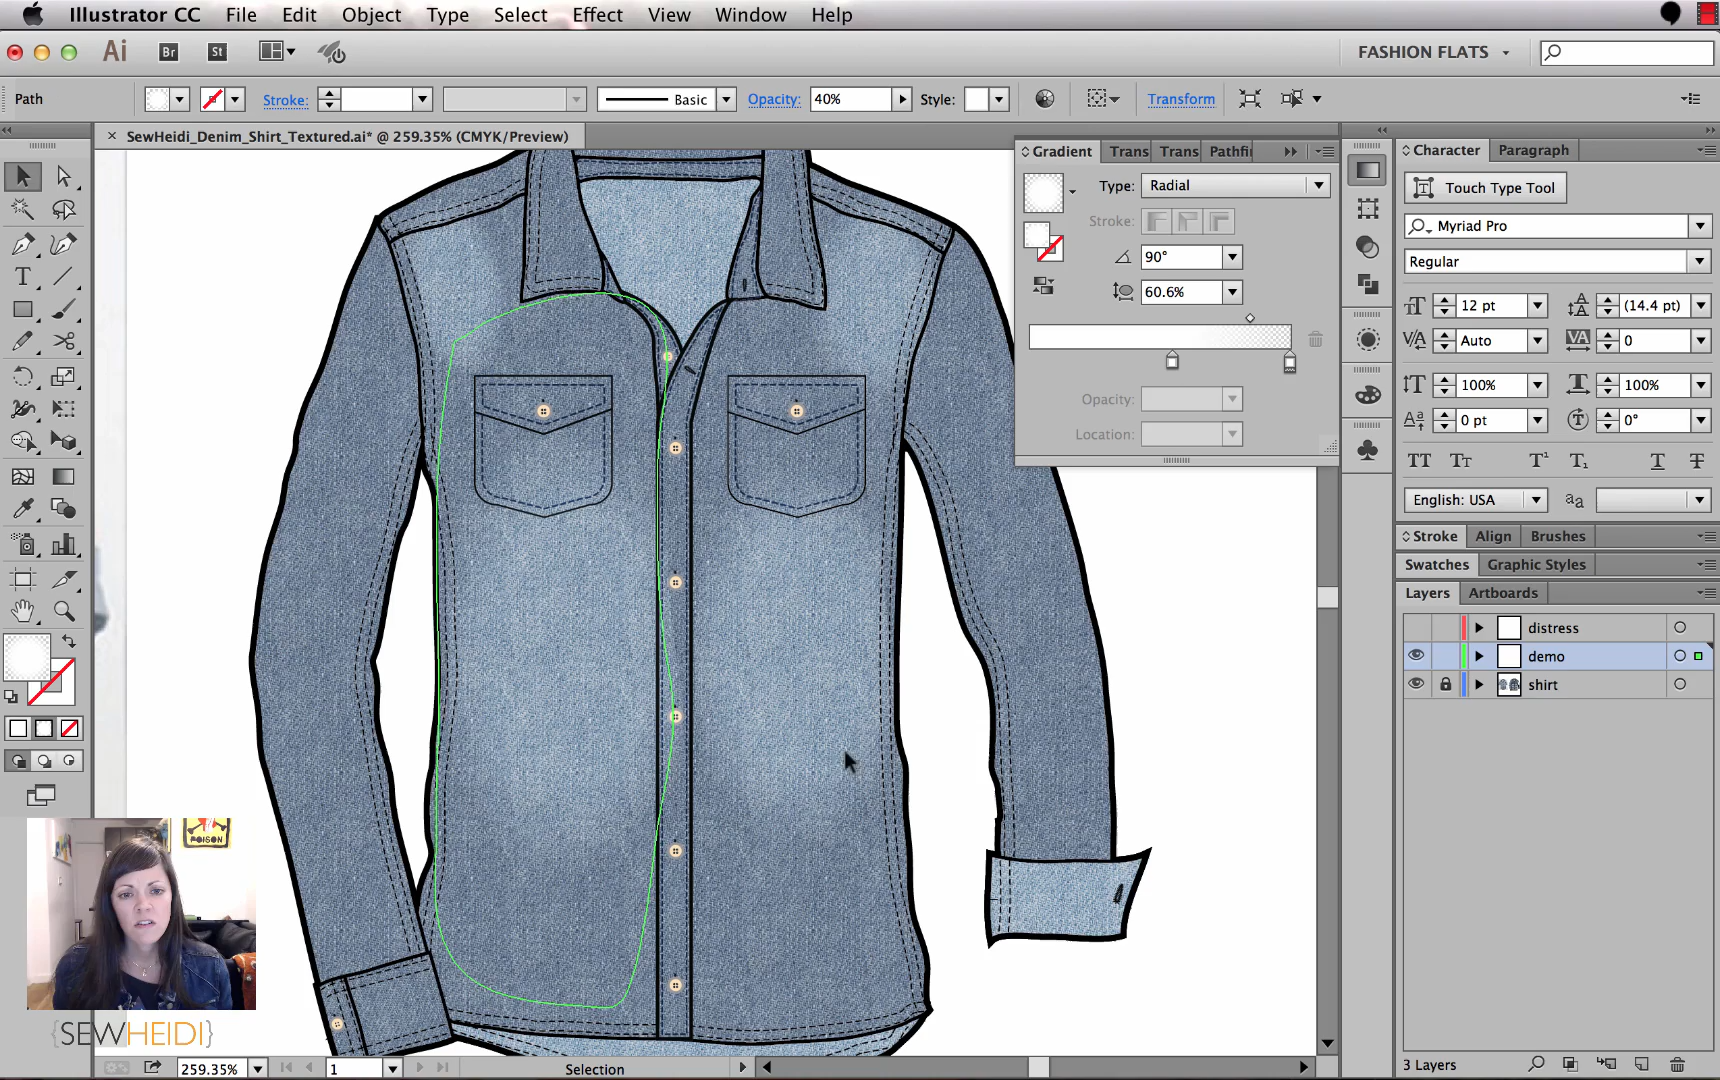 Illustrator CC File Edit Object Type Select Effect View Window Help
Ai Br St FASHION FLATS
Path Stroke: Basic Opacity: 40% Style: Transform
× SewHeidi_Denim_Shirt_Textured.ai* @ 259.35% (CMYK/Preview)
Gradient Trans Trans Pathfi
Type: Radial
Stroke:
90°
60.6%
Opacity:
Location:
Character Paragraph
Touch Type Tool
Myriad Pro
Regular
12 pt (14.4 pt)
Auto 0
100% 100%
0 pt 0°
English: USA
Stroke Align Brushes
Swatches Graphic Styles
Layers Artboards
distress
demo
shirt
3 Layers
POISON
{SEWHEIDI}
259.35% 1 Selection